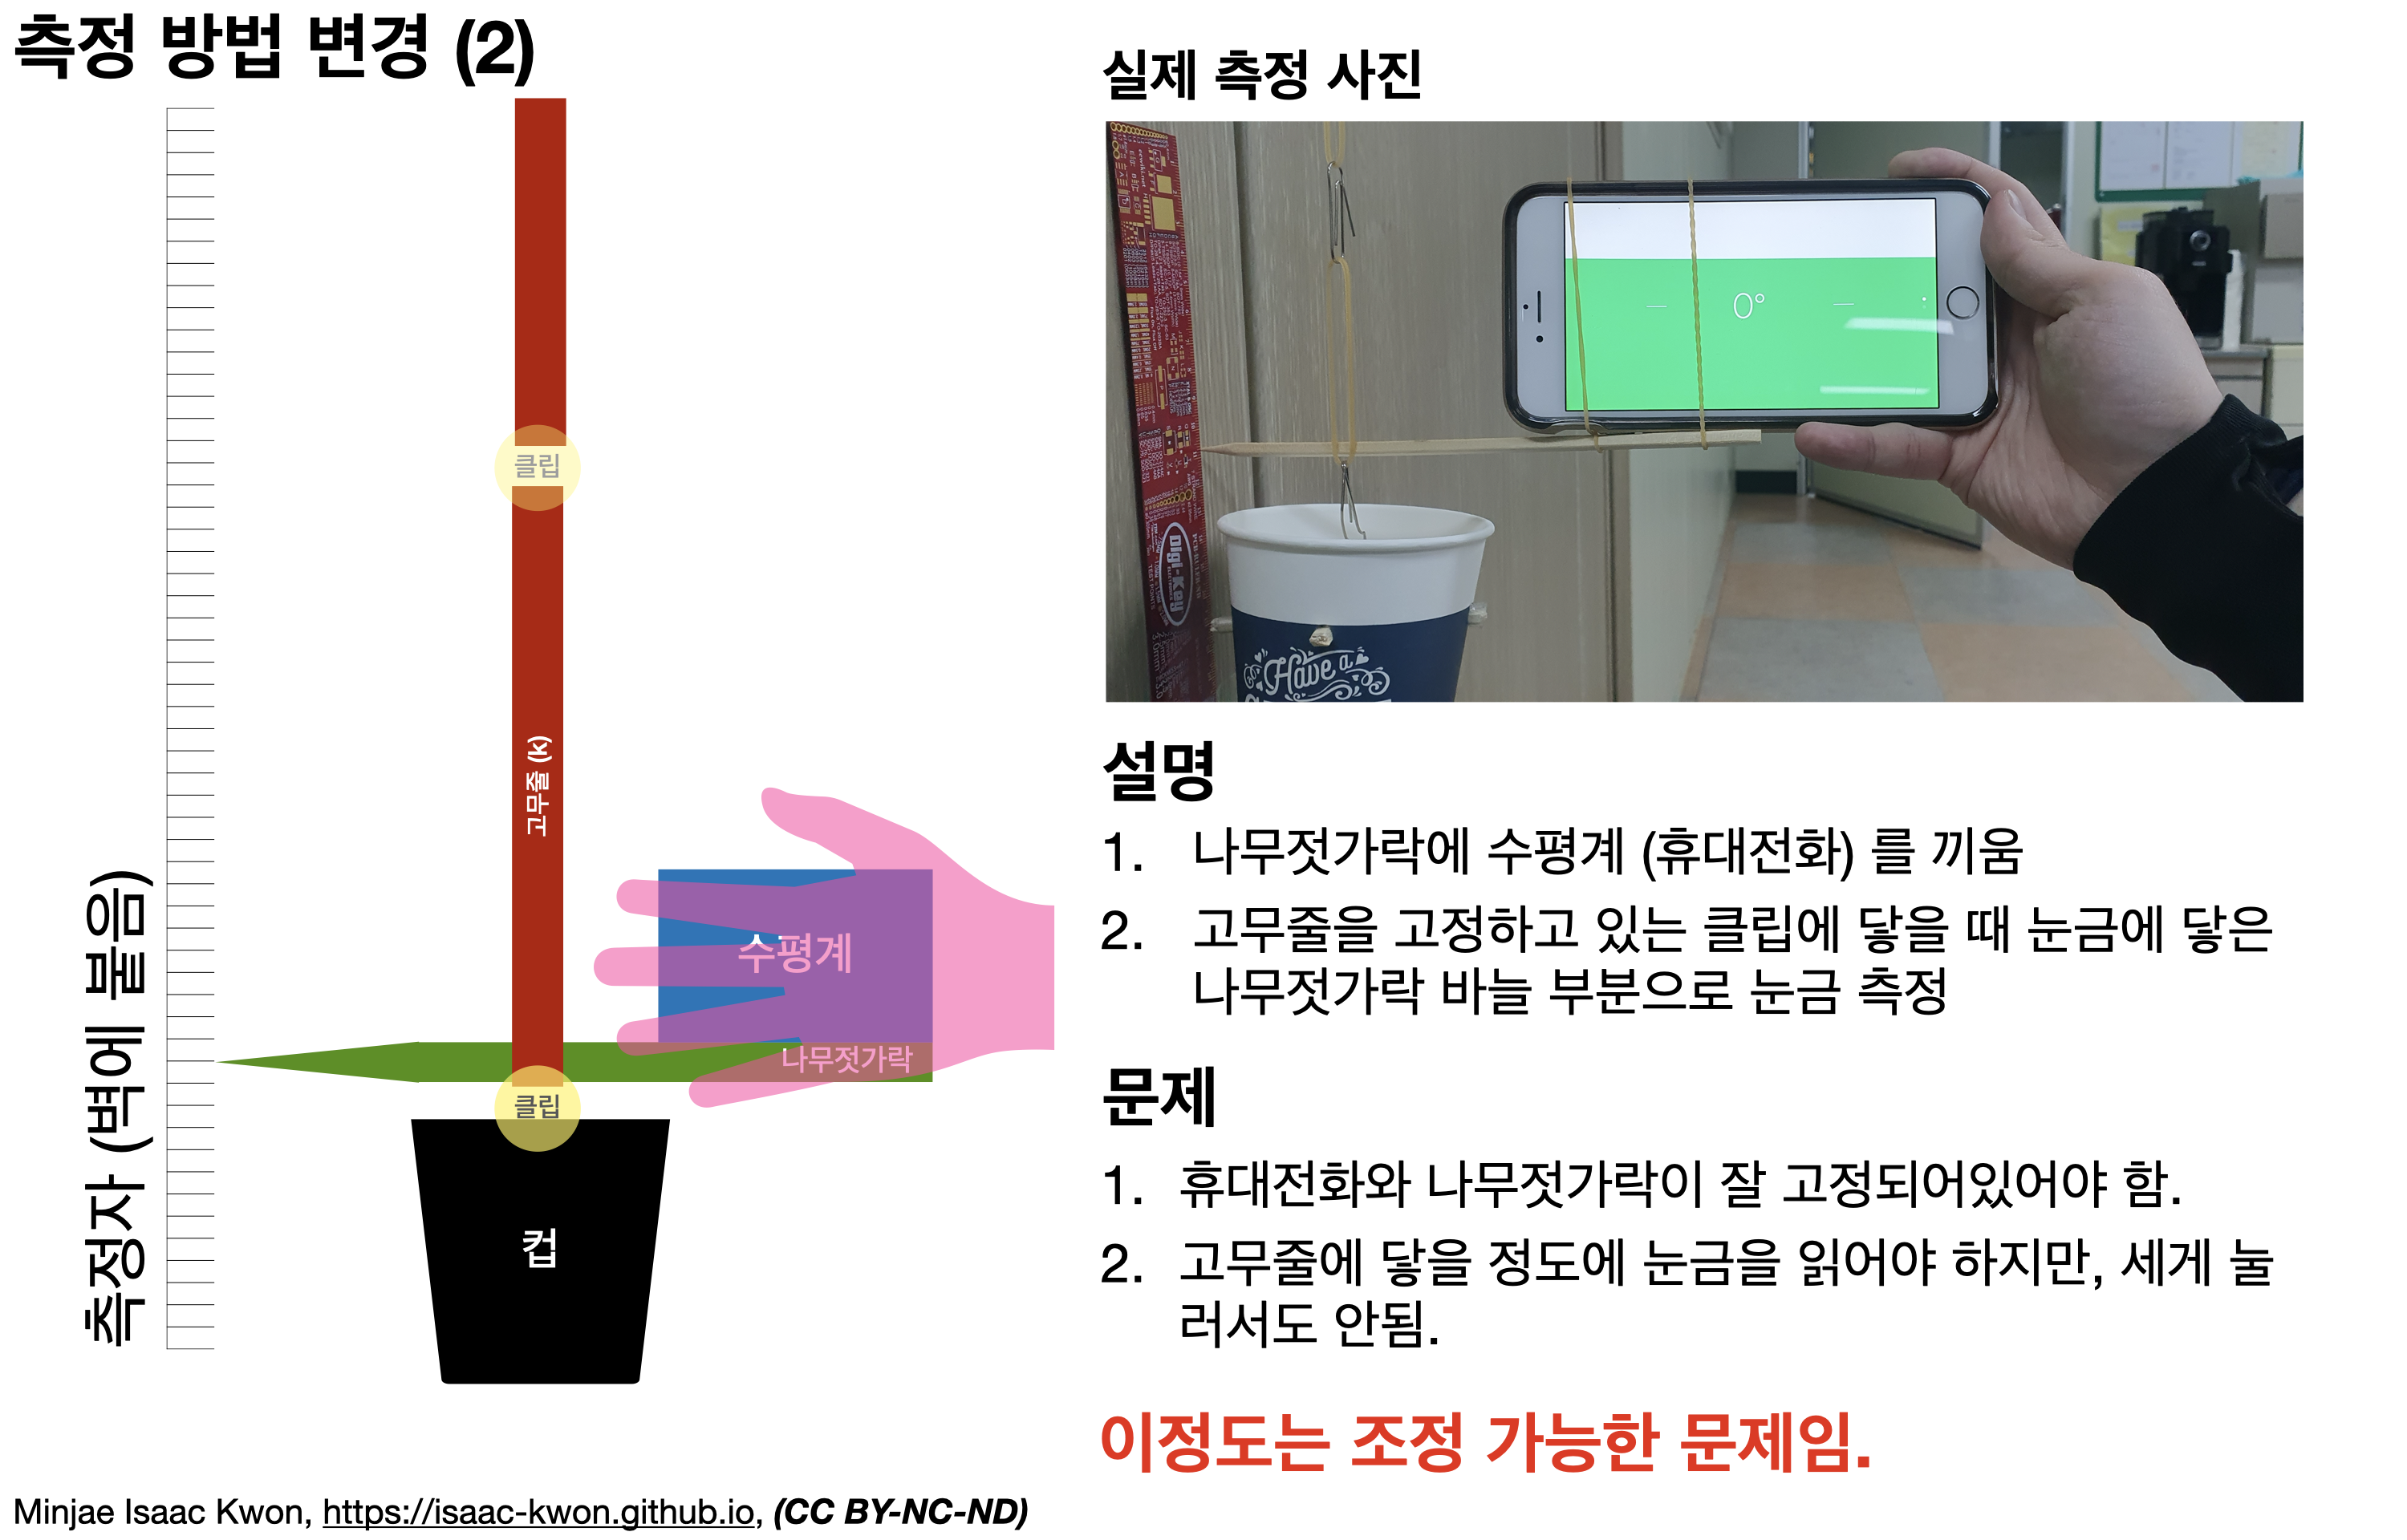 측정 방법 변경 (2)
측정자 (벽에 붙음)
클립
고무줄 (k)
수평계
나무젓가락
클립
컵
실제 측정 사진
0°
Digi-Key
Have a
설명
1. 나무젓가락에 수평계 (휴대전화) 를 끼움
2. 고무줄을 고정하고 있는 클립에 닿을 때 눈금에 닿은
나무젓가락 바늘 부분으로 눈금 측정
문제
1. 휴대전화와 나무젓가락이 잘 고정되어있어야 함.
2. 고무줄에 닿을 정도에 눈금을 읽어야 하지만, 세게 눌
러서도 안됨.
이정도는 조정 가능한 문제임.
Minjae Isaac Kwon, https://isaac-kwon.github.io, (CC BY-NC-ND)